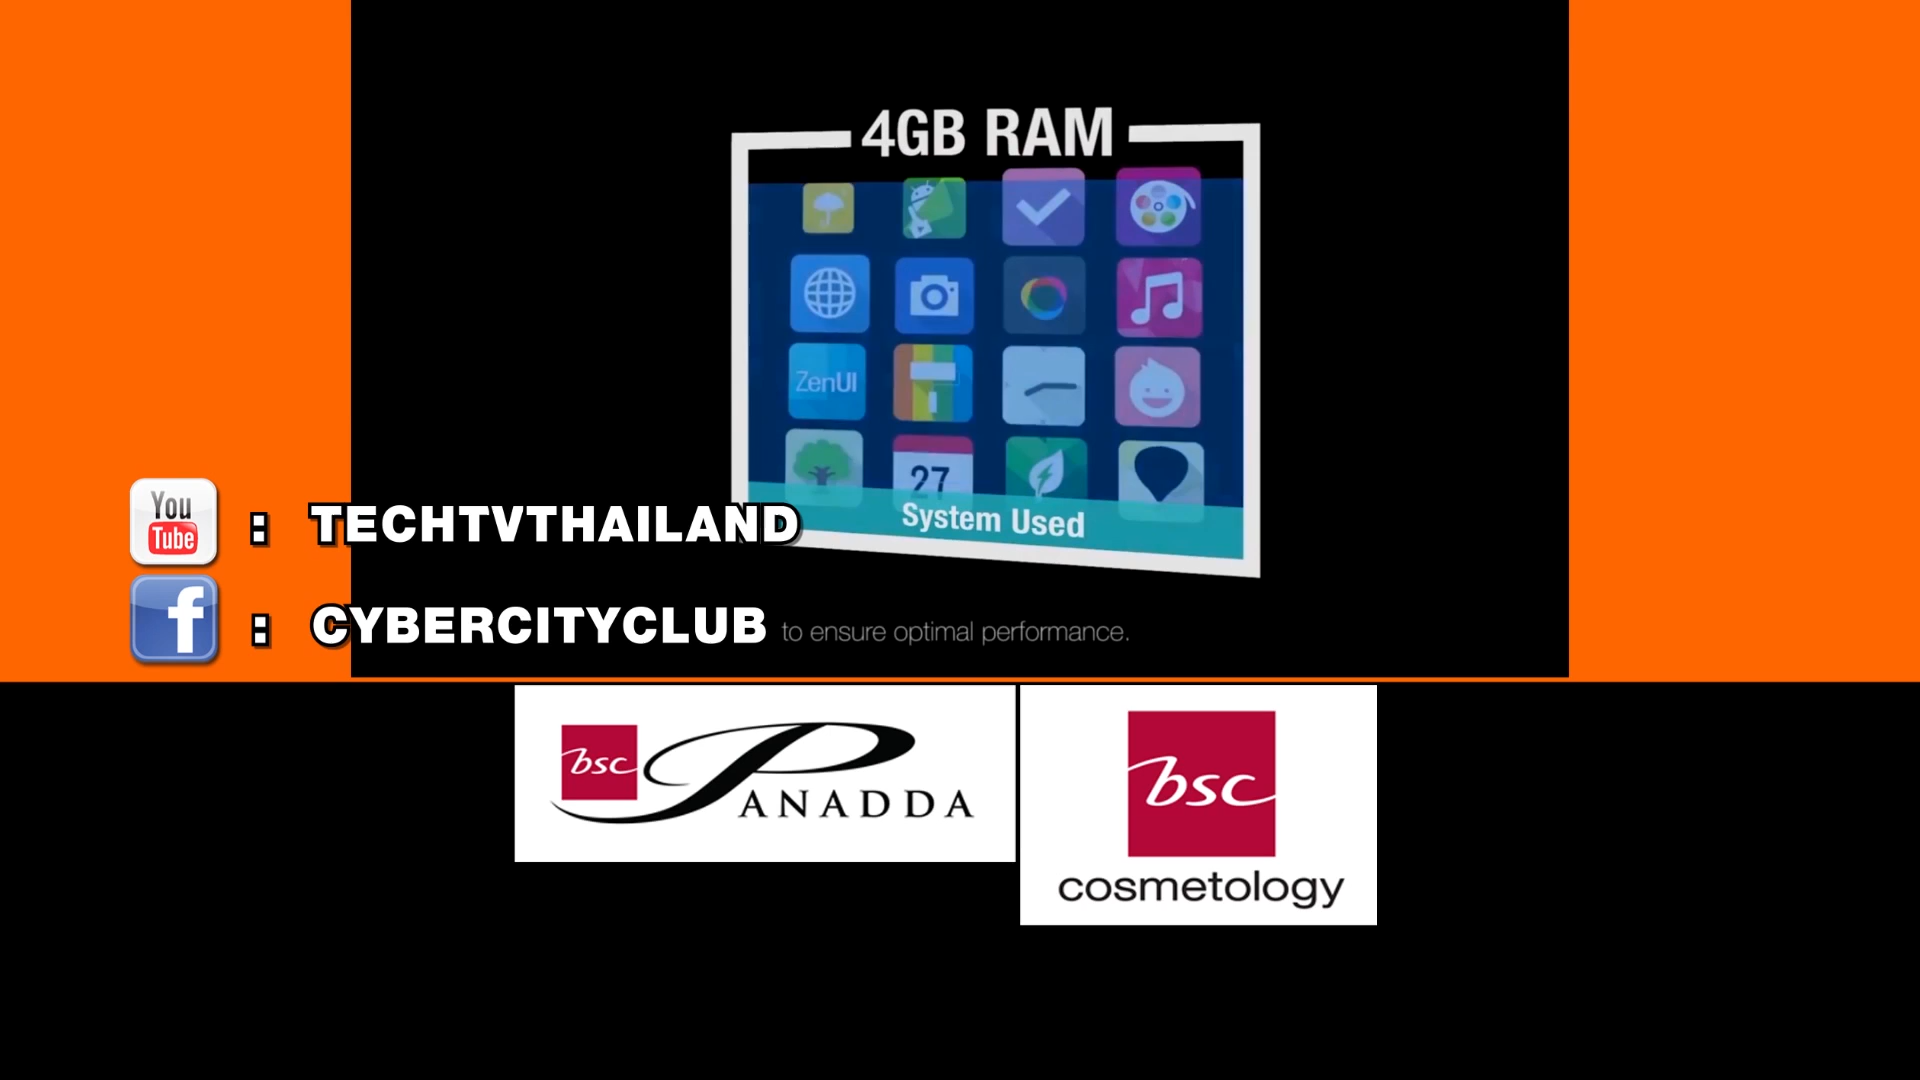 4GB RAM
ZenUI
27
System Used
You
Tube
: TECHTVTHAILAND
f
: CYBERCITYCLUB
to ensure optimal performance.
bsc
PANADDA
bsc
cosmetology